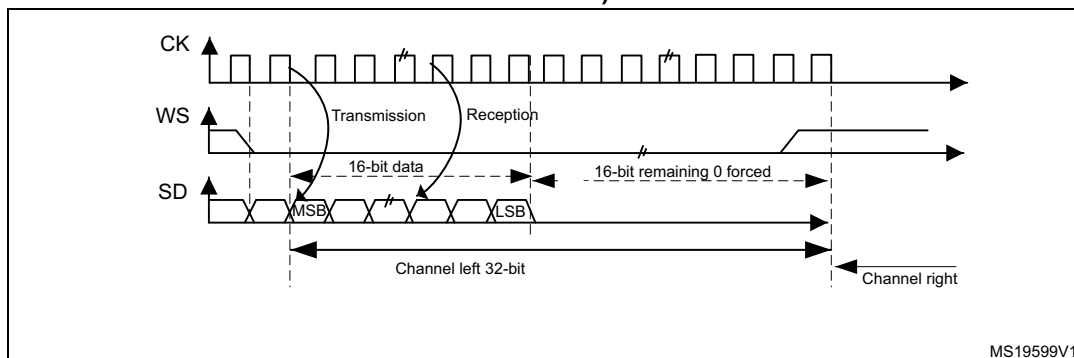 CK
Transmission
Reception
WS
16-bit data
16-bit remaining 0 forced
SD
MSB
LSB
Channel left 32-bit
Channel right
MS19599V1